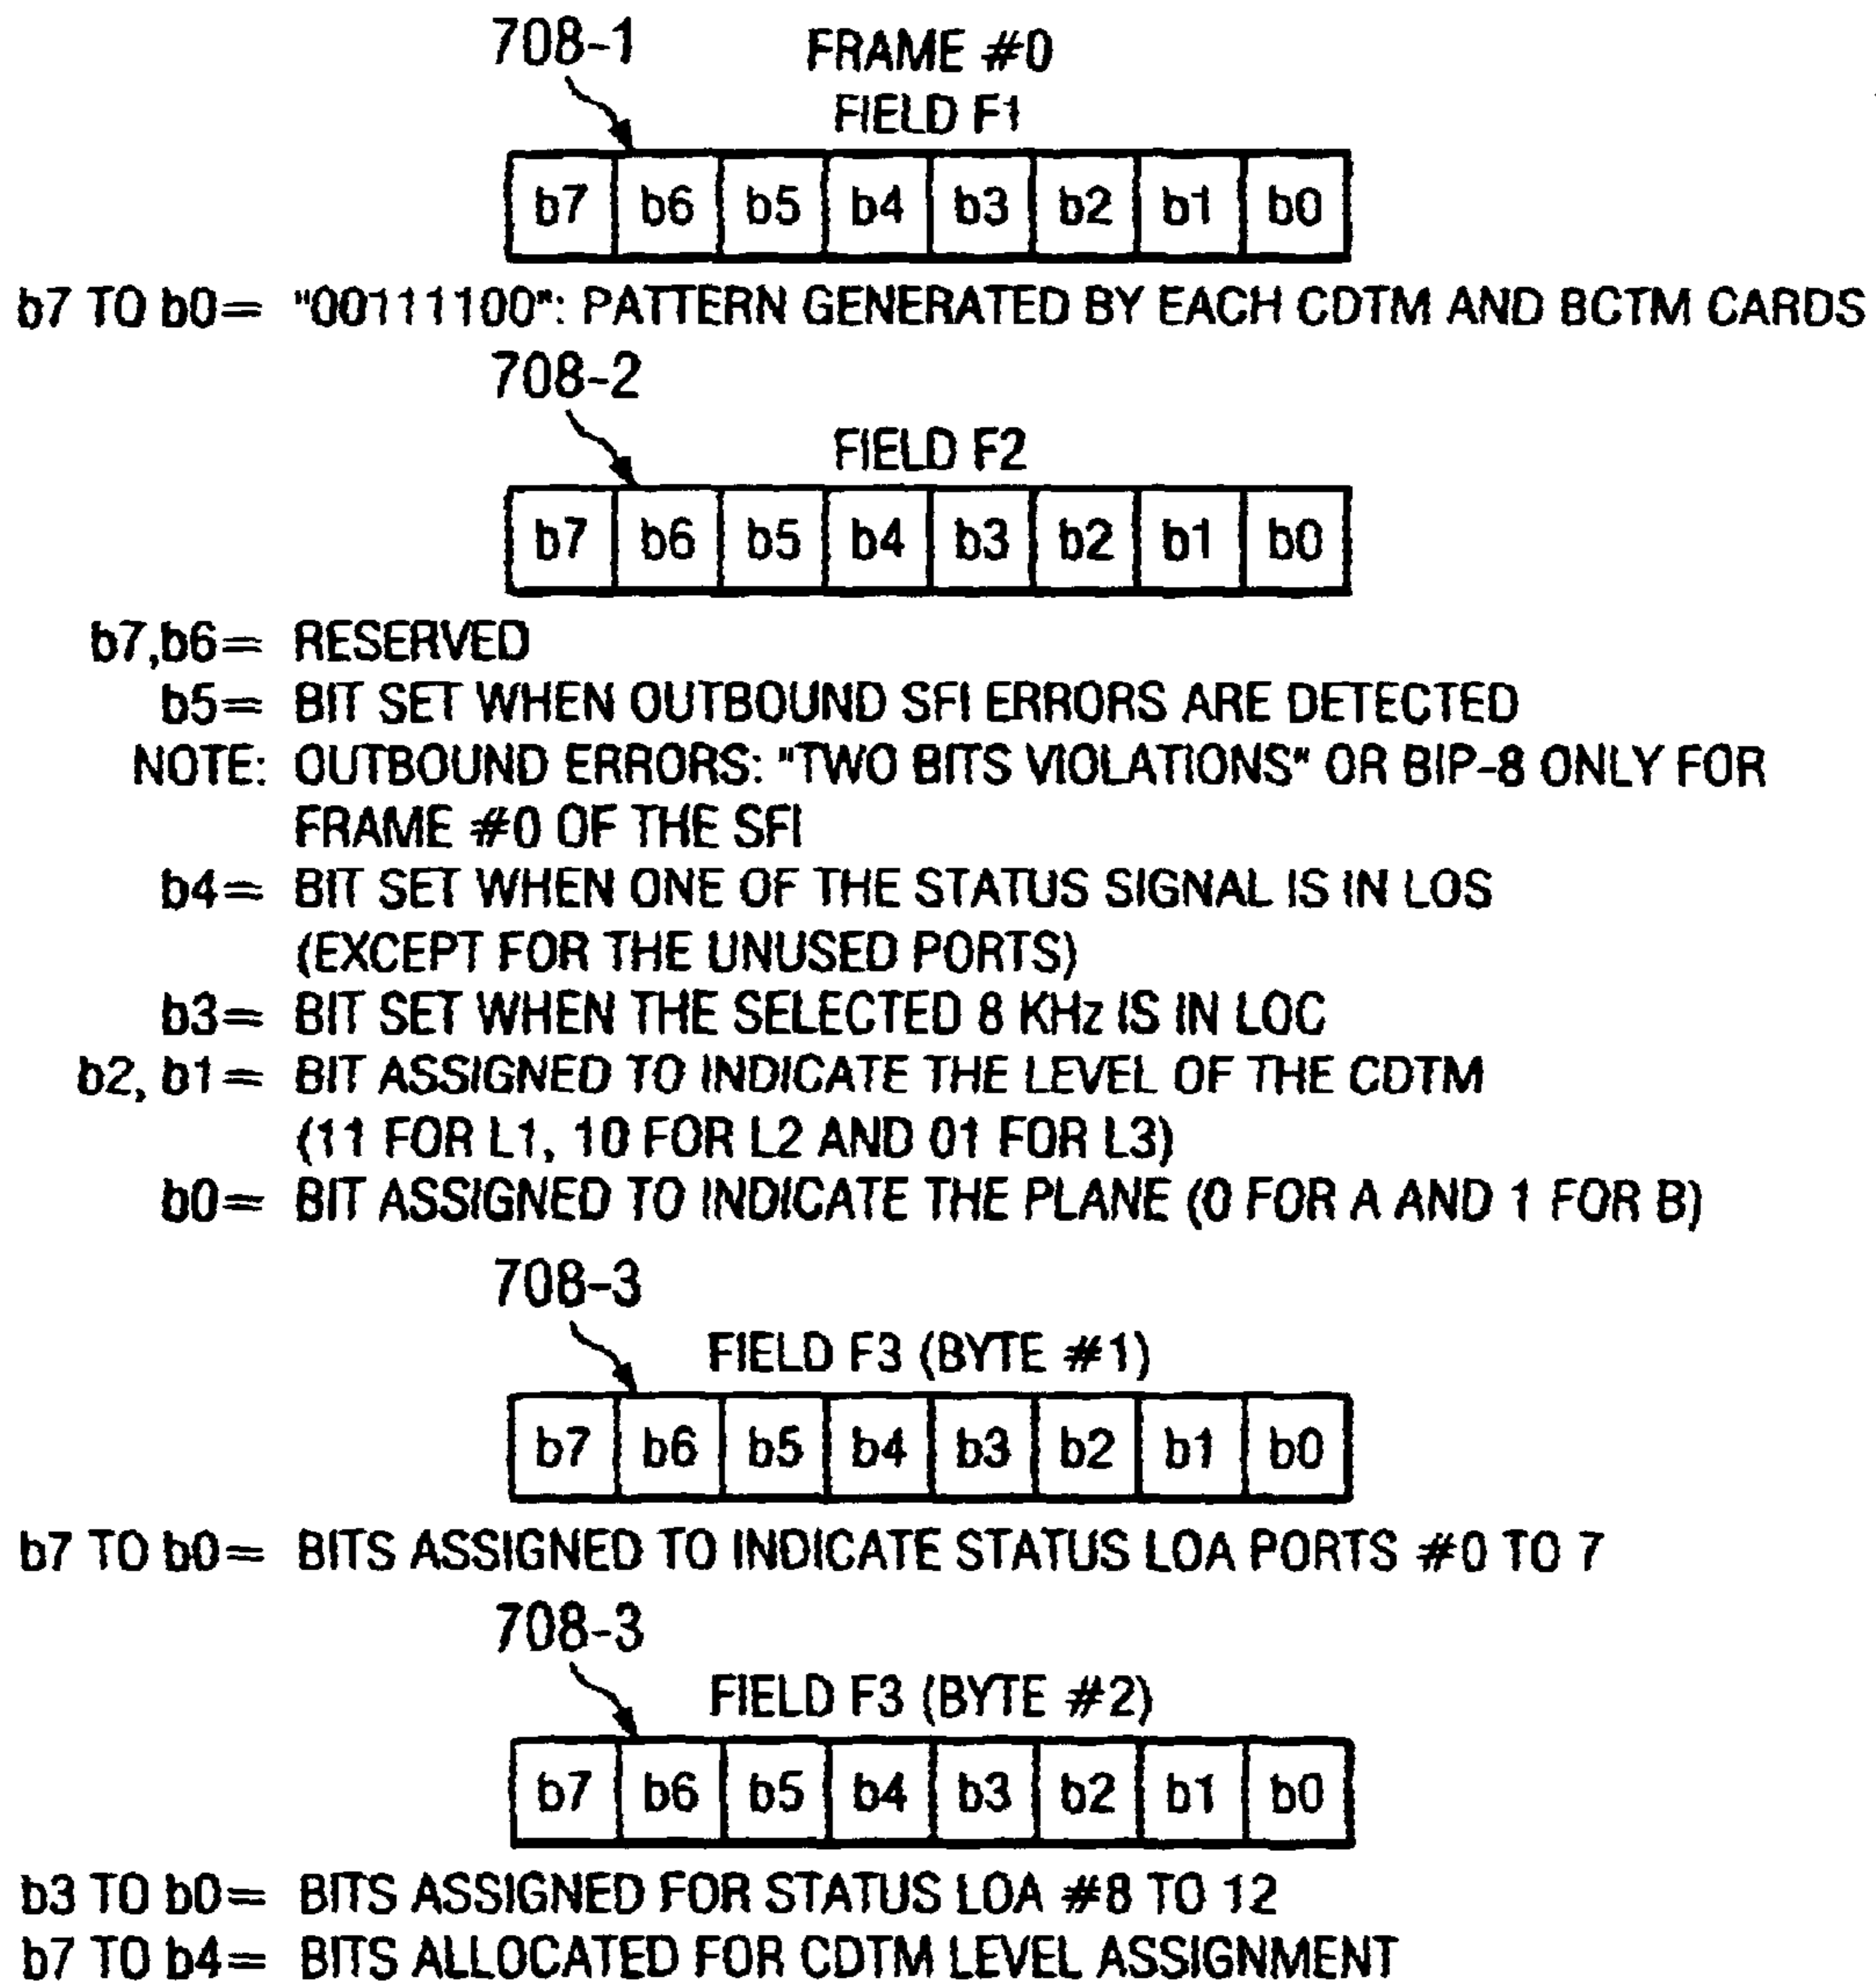 708-1
FRAME #0
FIELD F1
b7 b6 b5 b4 b3 b2 b1 b0
b7 TO b0= "00111100": PATTERN GENERATED BY EACH CDTM AND BCTM CARDS
708-2
FIELD F2
b7 b6 b5 b4 b3 b2 b1 b0
b7,b6= RESERVED
b5= BIT SET WHEN OUTBOUND SFI ERRORS ARE DETECTED
NOTE: OUTBOUND ERRORS: "TWO BITS VIOLATIONS" OR BIP-8 ONLY FOR
FRAME #0 OF THE SFI
b4= BIT SET WHEN ONE OF THE STATUS SIGNAL IS IN LOS
(EXCEPT FOR THE UNUSED PORTS)
b3= BIT SET WHEN THE SELECTED 8 KHz IS IN LOC
b2, b1= BIT ASSIGNED TO INDICATE THE LEVEL OF THE CDTM
(11 FOR L1, 10 FOR L2 AND 01 FOR L3)
b0= BIT ASSIGNED TO INDICATE THE PLANE (0 FOR A AND 1 FOR B)
708-3
FIELD F3 (BYTE #1)
b7 b6 b5 b4 b3 b2 b1 b0
b7 TO b0= BITS ASSIGNED TO INDICATE STATUS LOA PORTS #0 TO 7
708-3
FIELD F3 (BYTE #2)
b7 b6 b5 b4 b3 b2 b1 b0
b3 TO b0= BITS ASSIGNED FOR STATUS LOA #8 TO 12
b7 TO b4= BITS ALLOCATED FOR CDTM LEVEL ASSIGNMENT